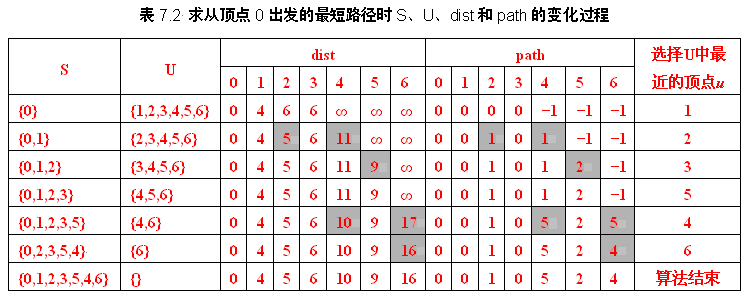 表 7.2 求从顶点 0 出发的最短路径时 S、U、dist 和 path 的变化过程
S U dist path 选择U中最近的顶点u
0 1 2 3 4 5 6 0 1 2 3 4 5 6
{0} {1,2,3,4,5,6} 0 4 6 6 ∞ ∞ ∞ 0 0 0 0 −1 −1 −1 1
{0,1} {2,3,4,5,6} 0 4 5 6 11 ∞ ∞ 0 0 1 0 1 −1 −1 2
{0,1,2} {3,4,5,6} 0 4 5 6 11 9 ∞ 0 0 1 0 1 2 −1 3
{0,1,2,3} {4,5,6} 0 4 5 6 11 9 ∞ 0 0 1 0 1 2 −1 5
{0,1,2,3,5} {4,6} 0 4 5 6 10 9 17 0 0 1 0 5 2 5 4
{0,2,3,5,4} {6} 0 4 5 6 10 9 16 0 0 1 0 5 2 4 6
{0,1,2,3,5,4,6} {} 0 4 5 6 10 9 16 0 0 1 0 5 2 4 算法结束